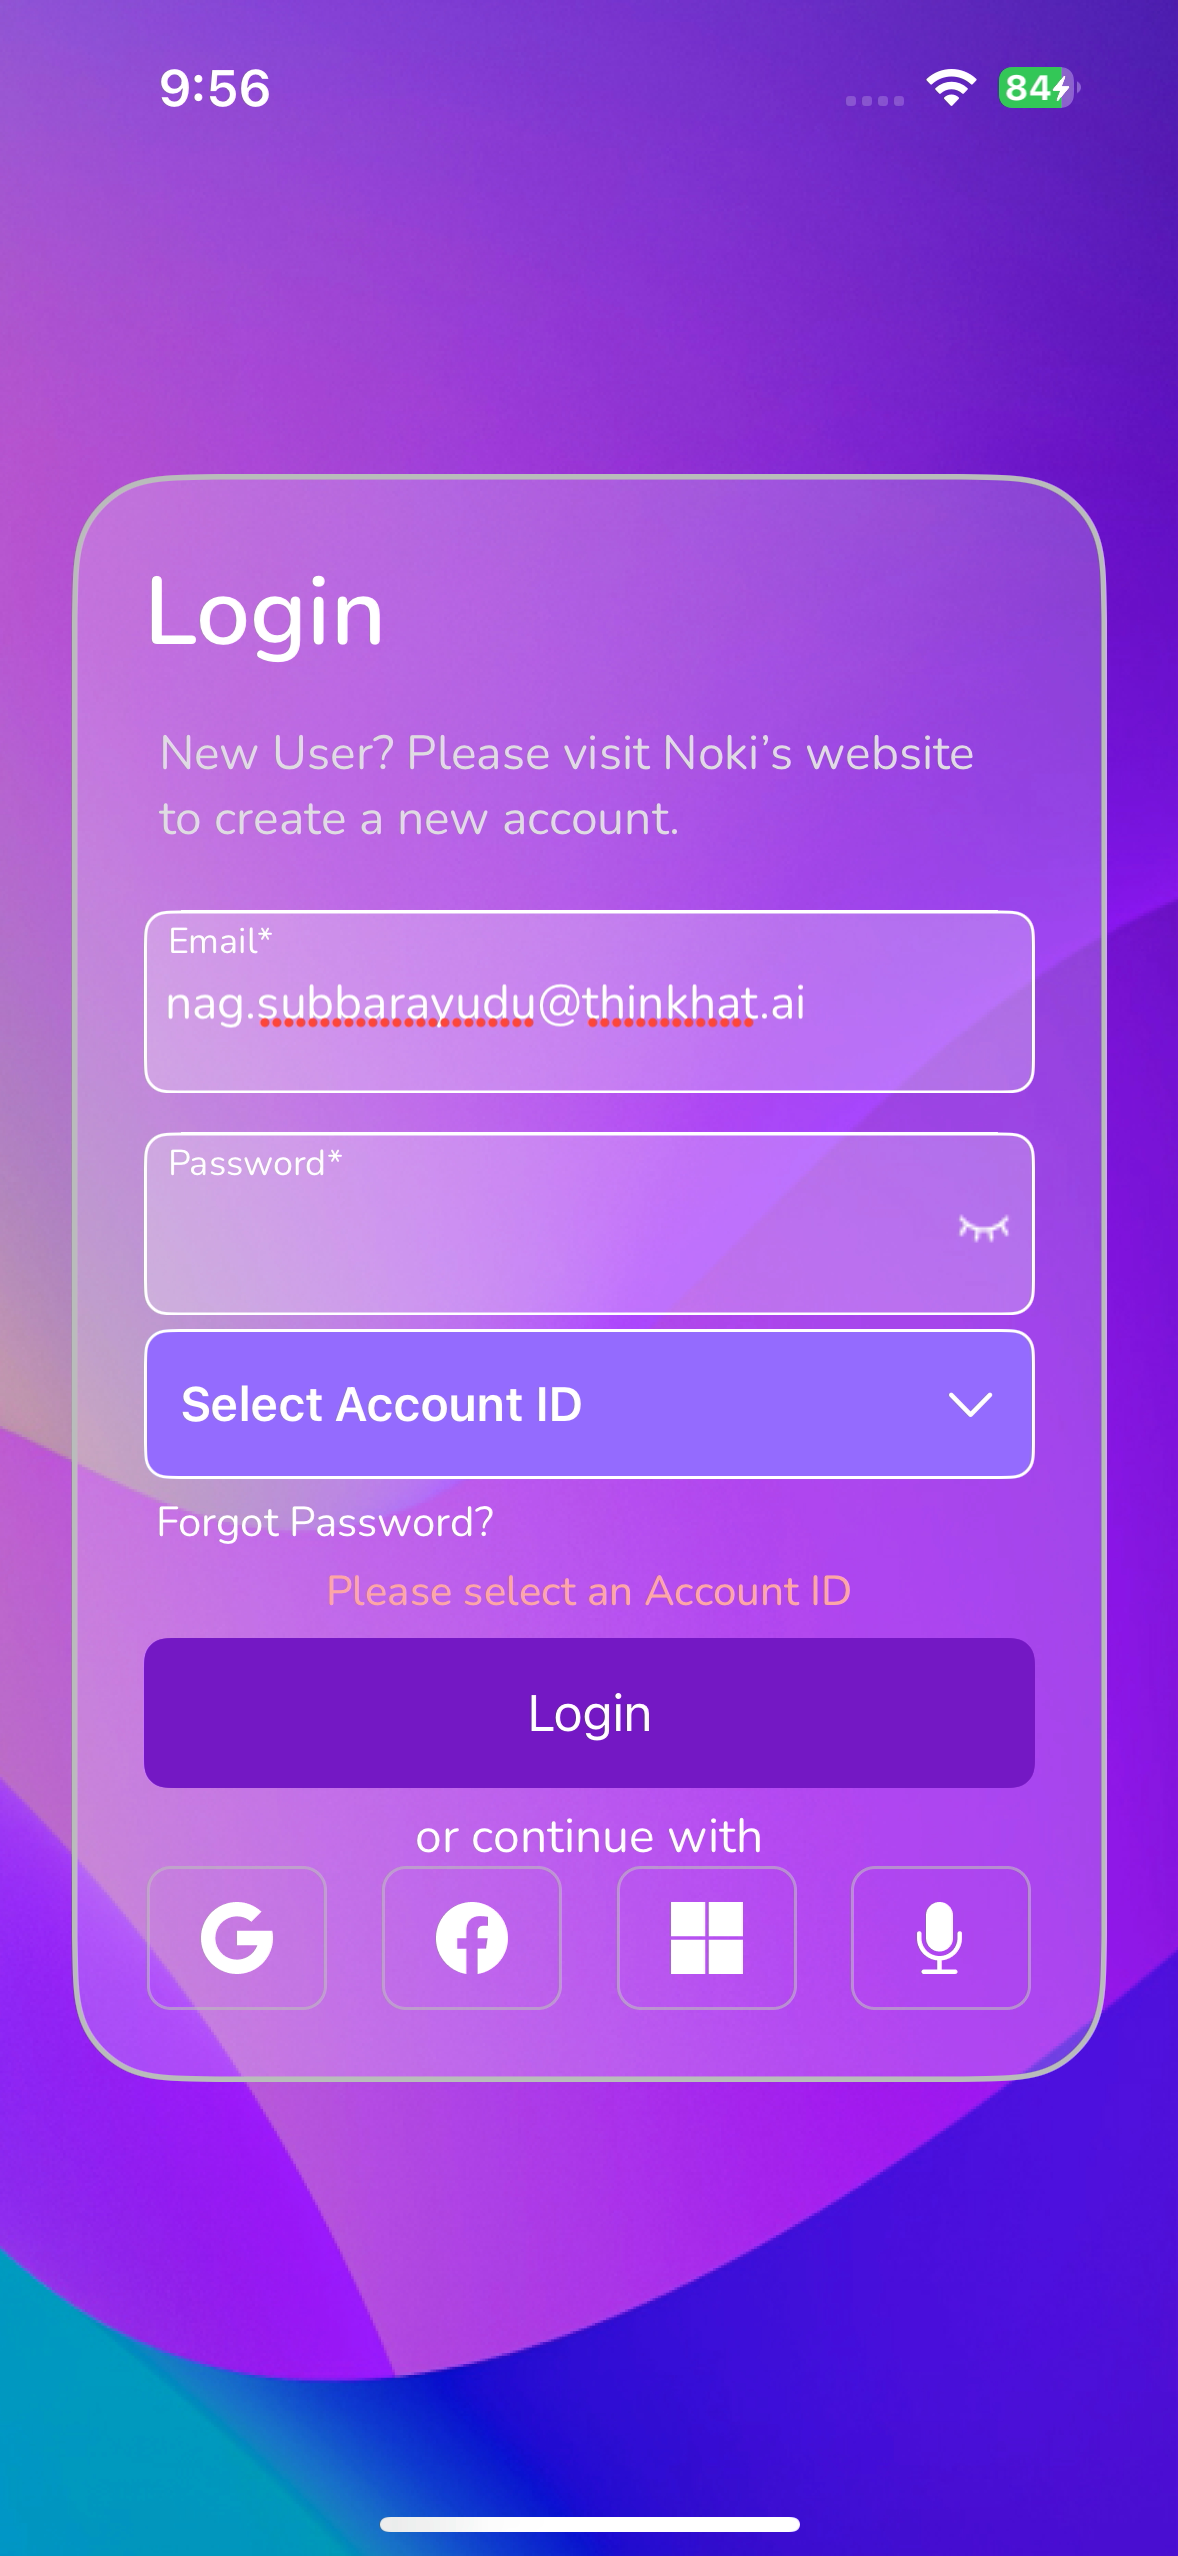 9:56
84
Login
New User? Please visit Noki’s website
to create a new account.
Email*
nag.subbarayudu@thinkhat.ai
Password*
Select Account ID
Forgot Password?
Please select an Account ID
Login
or continue with